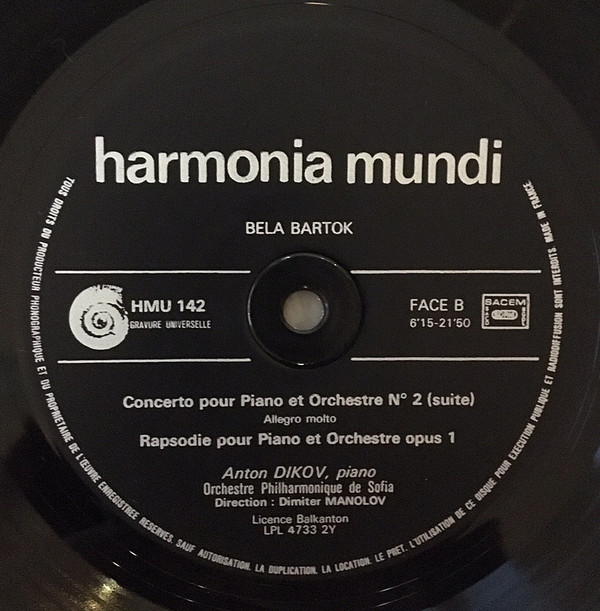 harmonia mundi
BELA BARTOK
HMU 142
GRAVURE UNIVERSELLE
FACE B
6'15-21'50
SACEM
Concerto pour Piano et Orchestre N° 2 (suite)
Allegro molto
Rapsodie pour Piano et Orchestre opus 1
Anton DIKOV, piano
Orchestre Philharmonique de Sofia
Direction : Dimiter MANOLOV
Licence Balkanton
LPL 4733 2Y
TOUS DROITS DU PRODUCTEUR PHONOGRAPHIQUE ET DU PROPRIETAIRE DE L'ŒUVRE ENREGISTREE RESERVES. SAUF AUTORISATION. LA DUPLICATION. LA LOCATION. LE PRET. L'UTILISATION DE CE DISQUE POUR EXECUTION PUBLIQUE ET RADIODIFFUSION SONT INTERDITS. MADE IN FRANCE